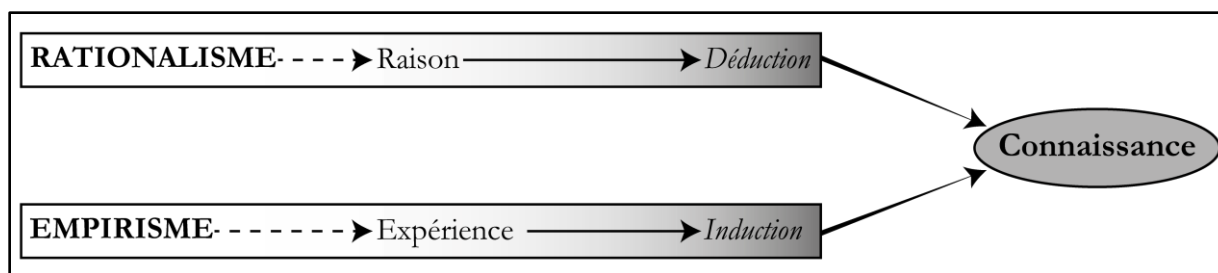 RATIONALISME Raison Déduction
Connaissance
EMPIRISME Expérience Induction